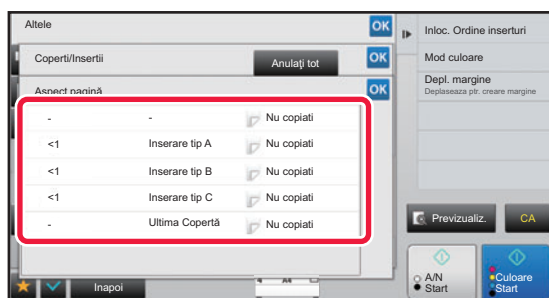 Altele
OK
Inloc. Ordine inserturi
Coperti/Insertii
Anulaţi tot
OK
Mod culoare
Aspect pagină
OK
Depl. margine
Deplaseaza ptr. creare margine
- - Nu copiati
<1 Inserare tip A Nu copiati
<1 Inserare tip B Nu copiati
<1 Inserare tip C Nu copiati
- Ultima Copertă Nu copiati
Previzualiz.
CA
Inapoi
A4
A/N
Start
Culoare
Start